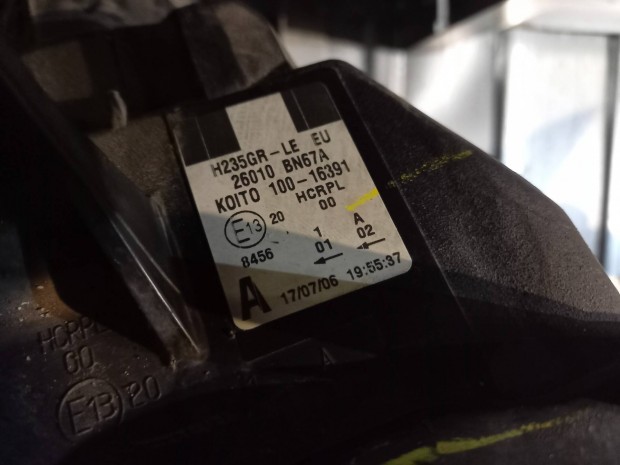 H235GR-LE EU
26010 BN67A
KOITO 100-16391
HCRPL
00
E13 20
1 A
8456 01 02
A 17/07/06 19:55:37
HCRPL
00
E13 20
A